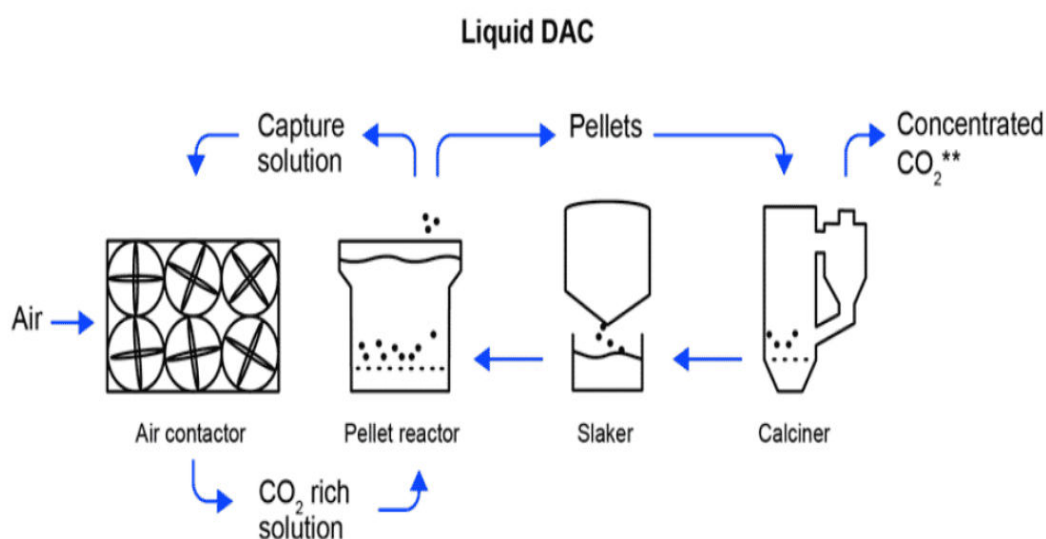 Liquid DAC
Capture
solution
Pellets
Concentrated
CO₂**
Air
Air contactor
Pellet reactor
Slaker
Calciner
CO₂ rich
solution